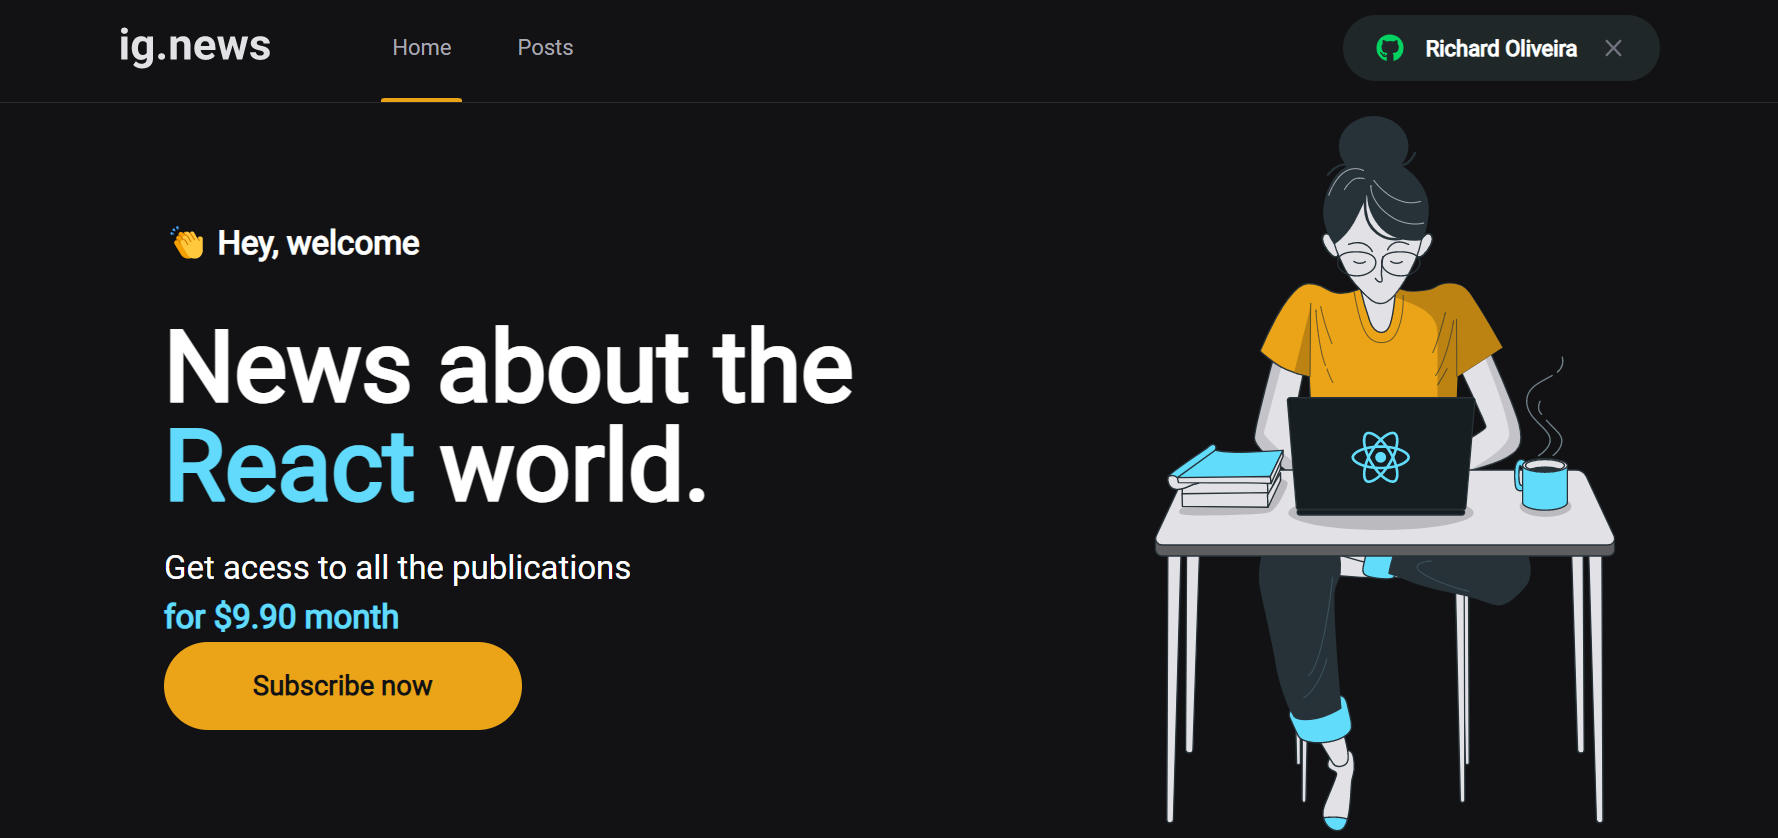 ig.news
Home
Posts
Richard Oliveira
👏 Hey, welcome
News about the
React world.
Get acess to all the publications
for $9.90 month
Subscribe now